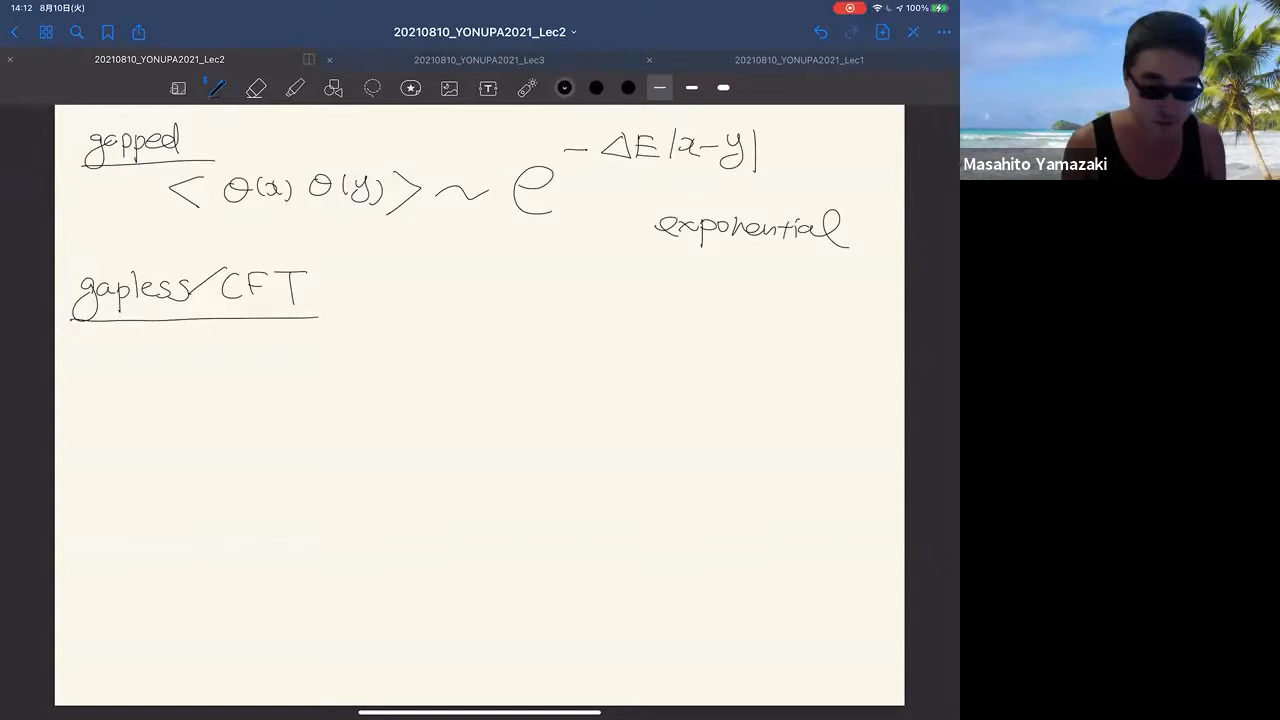 14:12 8月10日(火)
100%
20210810_YONUPA2021_Lec2
20210810_YONUPA2021_Lec2
20210810_YONUPA2021_Lec3
20210810_YONUPA2021_Lec1
gapped
< O(x) O(y) > ~ e^{-ΔE|x-y|}
exponential
gapless/CFT
Masahito Yamazaki